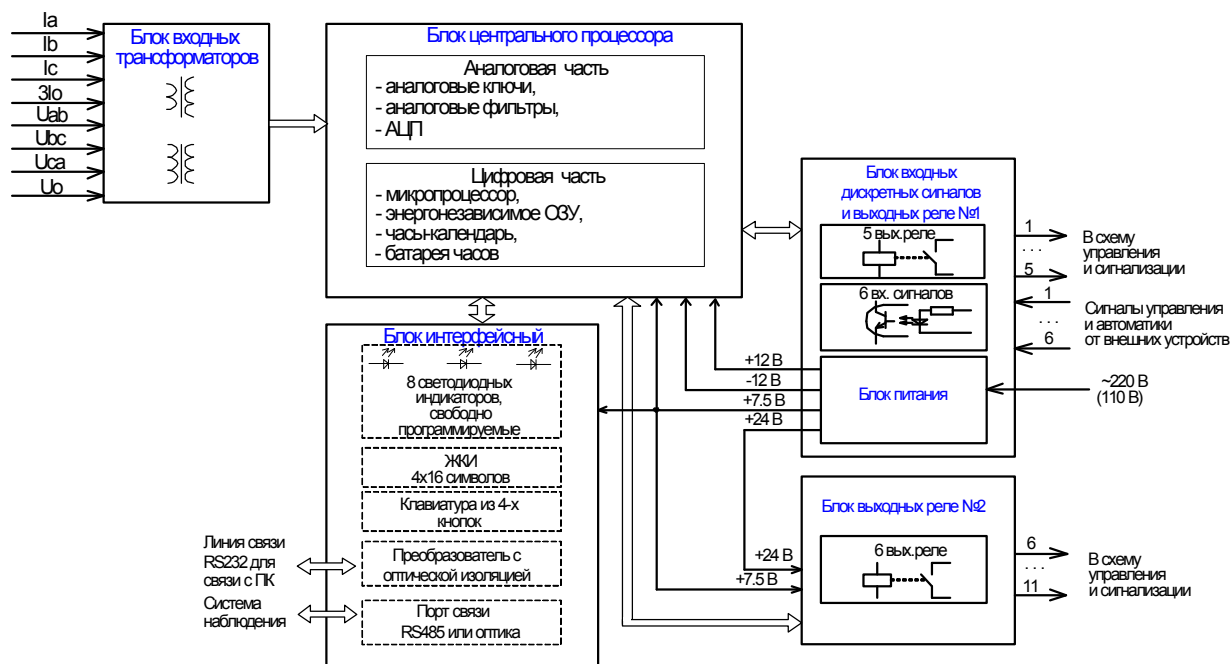 Ia
Ib
Ic
3Io
Uab
Ubc
Uca
Uo
Блок входных
трансформаторов
Блок центрального процессора
Аналоговая часть
- аналоговые ключи,
- аналоговые фильтры,
- АЦП
Цифровая часть
- микропроцессор,
- энергонезависимое ОЗУ,
- часы-календарь,
- батарея часов
Блок входных
дискретных сигналов
и выходных реле №1
5 вых.реле
6 вх. сигналов
Блок питания
1
...
5
В схему
управления
и сигнализации
1
...
6
Сигналы управления
и автоматики
от внешних устройств
~220 В
(110 В)
+12 В
-12 В
+7.5 В
+24 В
Блок интерфейсный
8 светодиодных
индикаторов,
свободно
программируемые
ЖКИ
4х16 символов
Клавиатура из 4-х
кнопок
Преобразователь с
оптической изоляцией
Порт связи
RS485 или оптика
Линия связи
RS232 для
связи с ПК
Система
наблюдения
+24 В
+7.5 В
Блок выходных реле №2
6 вых.реле
6
...
11
В схему
управления
и сигнализации